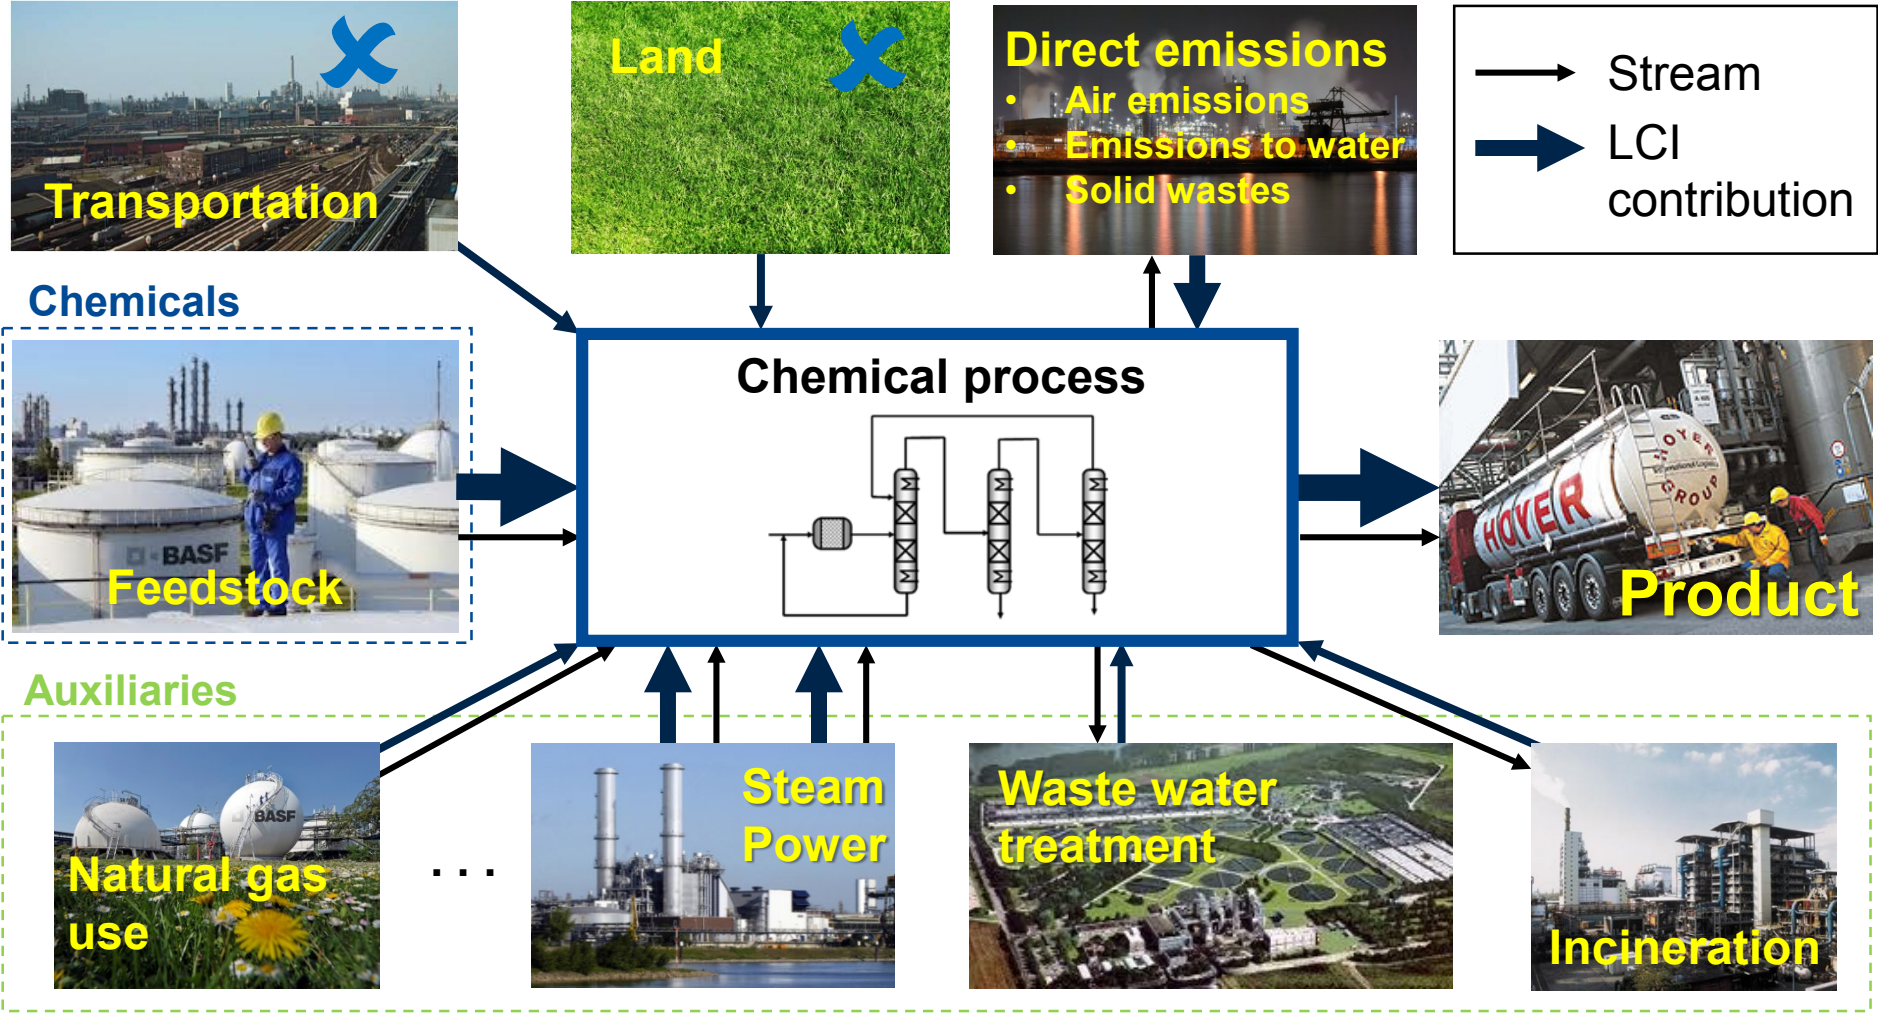 Transportation
Land
Direct emissions
• Air emissions
• Emissions to water
• Solid wastes
Stream
LCI
contribution
Chemicals
BASF
Feedstock
Chemical process
HOYER
HOYER
GROUP
HOYER
Product
Auxiliaries
BASF
Natural gas
use
...
Steam
Power
Waste water
treatment
Incineration